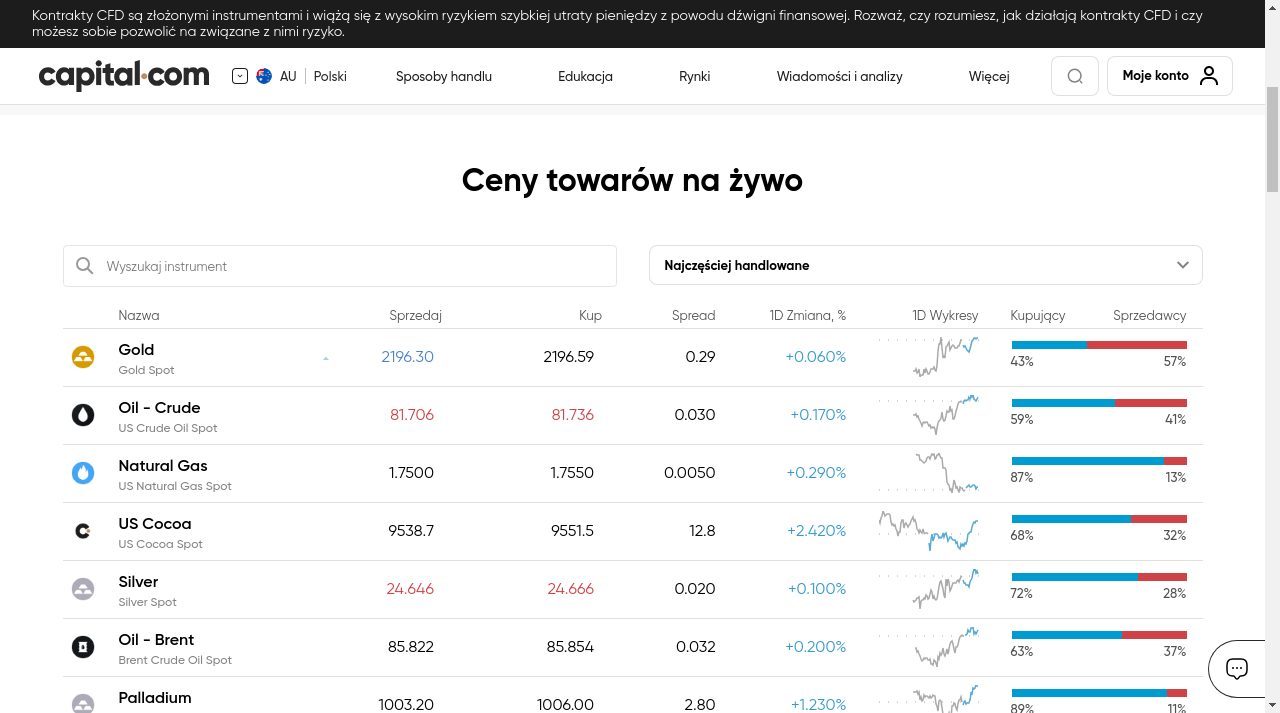 Kontrakty CFD są złożonymi instrumentami i wiążą się z wysokim ryzykiem szybkiej utraty pieniędzy z powodu dźwigni finansowej. Rozważ, czy rozumiesz, jak działają kontrakty CFD i czy
możesz sobie pozwolić na związane z nimi ryzyko.
capital.com AU Polski Sposoby handlu Edukacja Rynki Wiadomości i analizy Więcej Moje konto
Ceny towarów na żywo
Wyszukaj instrument Najczęściej handlowane
Nazwa Sprzedaj Kup Spread 1D Zmiana, % 1D Wykresy Kupujący Sprzedawcy
Gold 2196.30 2196.59 0.29 +0.060%
Gold Spot 43% 57%
Oil - Crude 81.706 81.736 0.030 +0.170%
US Crude Oil Spot 59% 41%
Natural Gas 1.7500 1.7550 0.0050 +0.290%
US Natural Gas Spot 87% 13%
US Cocoa 9538.7 9551.5 12.8 +2.420%
US Cocoa Spot 68% 32%
Silver 24.646 24.666 0.020 +0.100%
Silver Spot 72% 28%
Oil - Brent 85.822 85.854 0.032 +0.200%
Brent Crude Oil Spot 63% 37%
Palladium 1003.20 1006.00 2.80 +1.230%
89% 11%